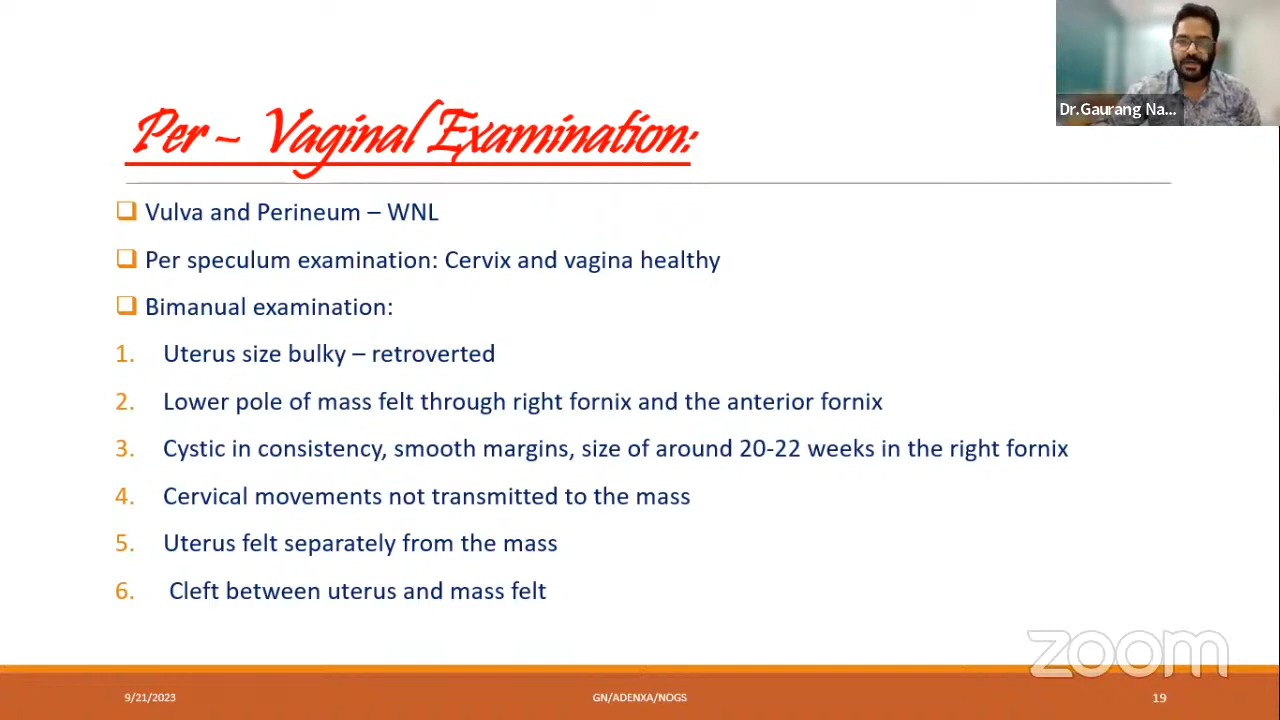 Dr.Gaurang Na...
Per – Vaginal Examination:
Vulva and Perineum – WNL
Per speculum examination: Cervix and vagina healthy
Bimanual examination:
1. Uterus size bulky – retroverted
2. Lower pole of mass felt through right fornix and the anterior fornix
3. Cystic in consistency, smooth margins, size of around 20-22 weeks in the right fornix
4. Cervical movements not transmitted to the mass
5. Uterus felt separately from the mass
6. Cleft between uterus and mass felt
zoom
9/21/2023 GN/ADENXA/NOGS 19